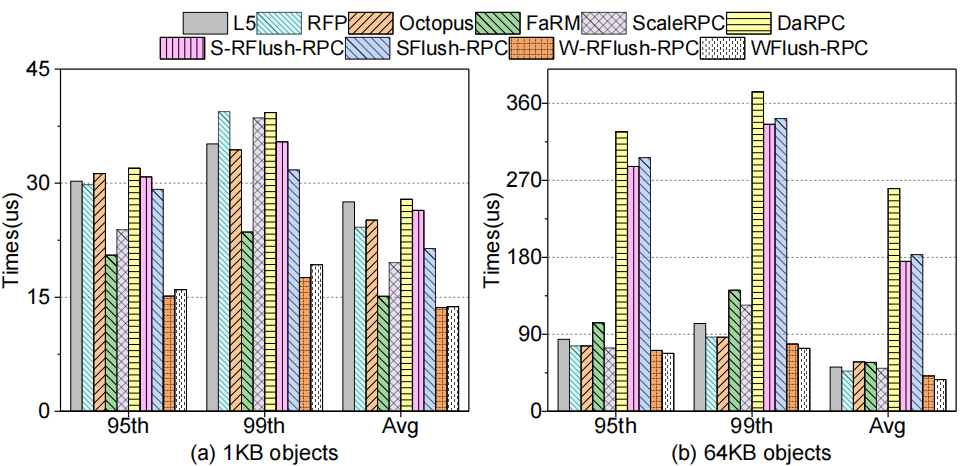 L5 RFP Octopus FaRM ScaleRPC DaRPC
S-RFlush-RPC SFlush-RPC W-RFlush-RPC WFlush-RPC
Times(us)
45
30
15
0
95th 99th Avg
(a) 1KB objects
Times(us)
360
270
180
90
0
95th 99th Avg
(b) 64KB objects